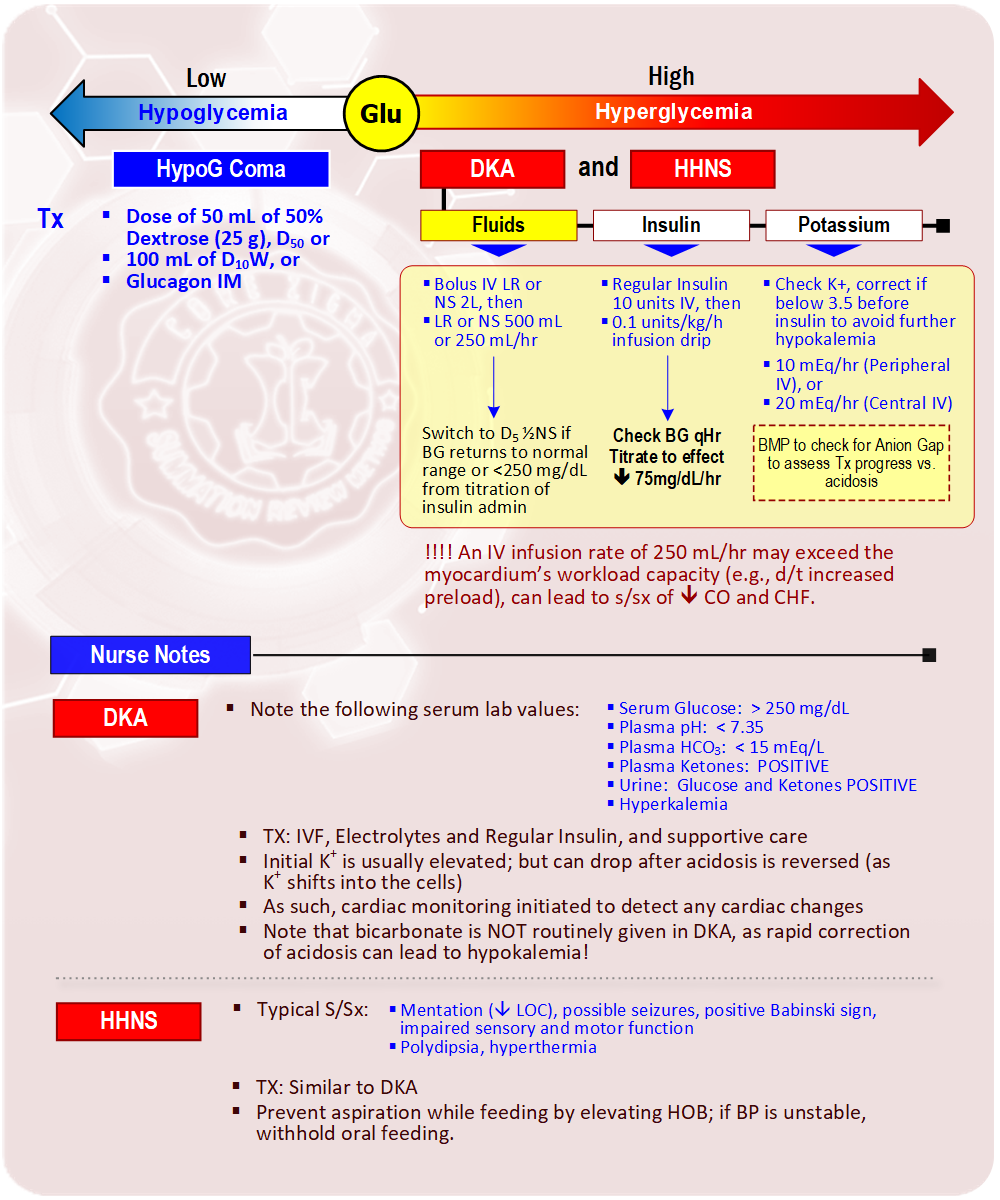 Low
High
Hypoglycemia
Glu
Hyperglycemia
HypoG Coma
DKA
and
HHNS
Tx
▪ Dose of 50 mL of 50%
Dextrose (25 g), D₅₀ or
▪ 100 mL of D₁₀W, or
▪ Glucagon IM
Fluids
Insulin
Potassium
▪ Bolus IV LR or
NS 2L, then
▪ LR or NS 500 mL
or 250 mL/hr
Switch to D₅ ½NS if
BG returns to normal
range or <250 mg/dL
from titration of
insulin admin
▪ Regular Insulin
10 units IV, then
▪ 0.1 units/kg/h
infusion drip
Check BG qHr
Titrate to effect
🡻 75mg/dL/hr
▪ Check K+, correct if
below 3.5 before
insulin to avoid further
hypokalemia
▪ 10 mEq/hr (Peripheral
IV), or
▪ 20 mEq/hr (Central IV)
BMP to check for Anion Gap
to assess Tx progress vs.
acidosis
!!!! An IV infusion rate of 250 mL/hr may exceed the
myocardium’s workload capacity (e.g., d/t increased
preload), can lead to s/sx of 🡻 CO and CHF.
Nurse Notes
DKA
▪ Note the following serum lab values:
▪ Serum Glucose: > 250 mg/dL
▪ Plasma pH: < 7.35
▪ Plasma HCO₃: < 15 mEq/L
▪ Plasma Ketones: POSITIVE
▪ Urine: Glucose and Ketones POSITIVE
▪ Hyperkalemia
▪ TX: IVF, Electrolytes and Regular Insulin, and supportive care
▪ Initial K⁺ is usually elevated; but can drop after acidosis is reversed (as
K⁺ shifts into the cells)
▪ As such, cardiac monitoring initiated to detect any cardiac changes
▪ Note that bicarbonate is NOT routinely given in DKA, as rapid correction
of acidosis can lead to hypokalemia!
HHNS
▪ Typical S/Sx:
▪ Mentation (🡻 LOC), possible seizures, positive Babinski sign,
impaired sensory and motor function
▪ Polydipsia, hyperthermia
▪ TX: Similar to DKA
▪ Prevent aspiration while feeding by elevating HOB; if BP is unstable,
withhold oral feeding.